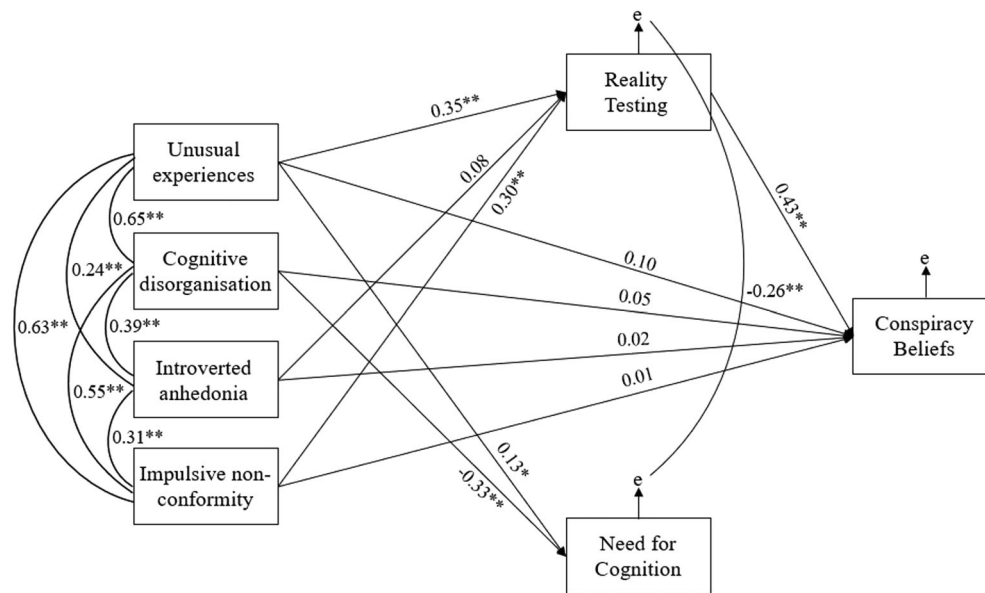 e
Reality
Testing
0.35**
Unusual
experiences
0.08
0.30**
0.43**
0.65**
Cognitive
disorganisation
0.24**
0.10
e
-0.26**
0.05
0.63**
0.39**
0.02
Conspiracy
Beliefs
Introverted
anhedonia
0.55**
0.01
0.31**
Impulsive non-
conformity
0.13*
-0.33**
e
Need for
Cognition